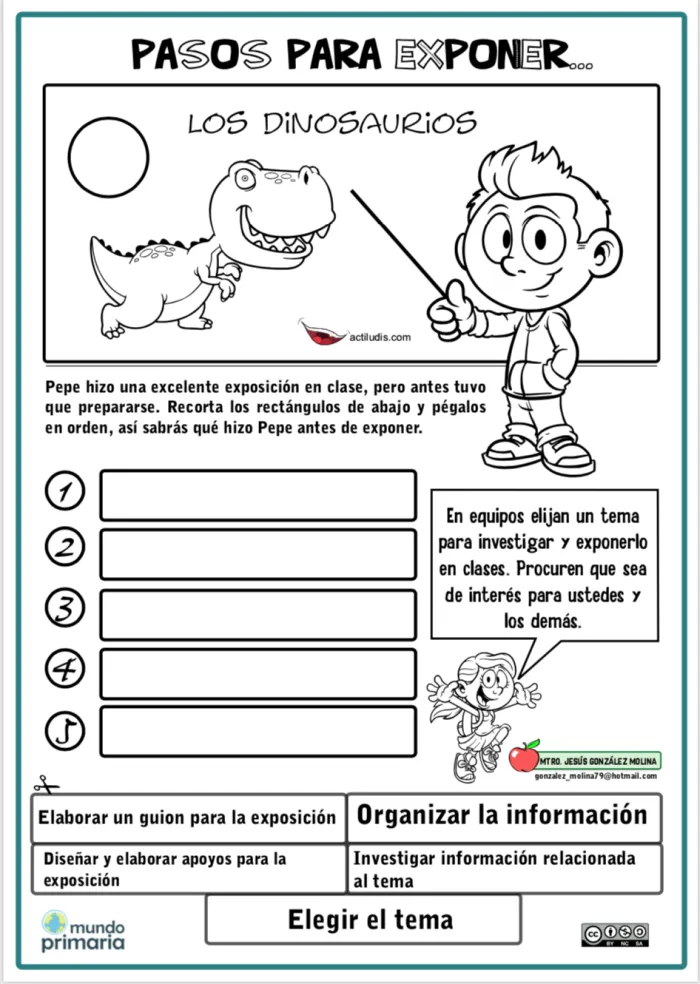 PASOS PARA EXPONER...
LOS DINOSAURIOS
actiludis.com
Pepe hizo una excelente exposición en clase, pero antes tuvo
que prepararse. Recorta los rectángulos de abajo y pégalos
en orden, así sabrás qué hizo Pepe antes de exponer.
1
2
3
4
5
En equipos elijan un tema
para investigar y exponerlo
en clases. Procuren que sea
de interés para ustedes y
los demás.
MTRO. JESÚS GONZÁLEZ MOLINA
gonzalez_molina79@hotmail.com
Elaborar un guion para la exposición
Organizar la información
Diseñar y elaborar apoyos para la
exposición
Investigar información relacionada
al tema
Elegir el tema
mundo
primaria
cc
BY NC SA